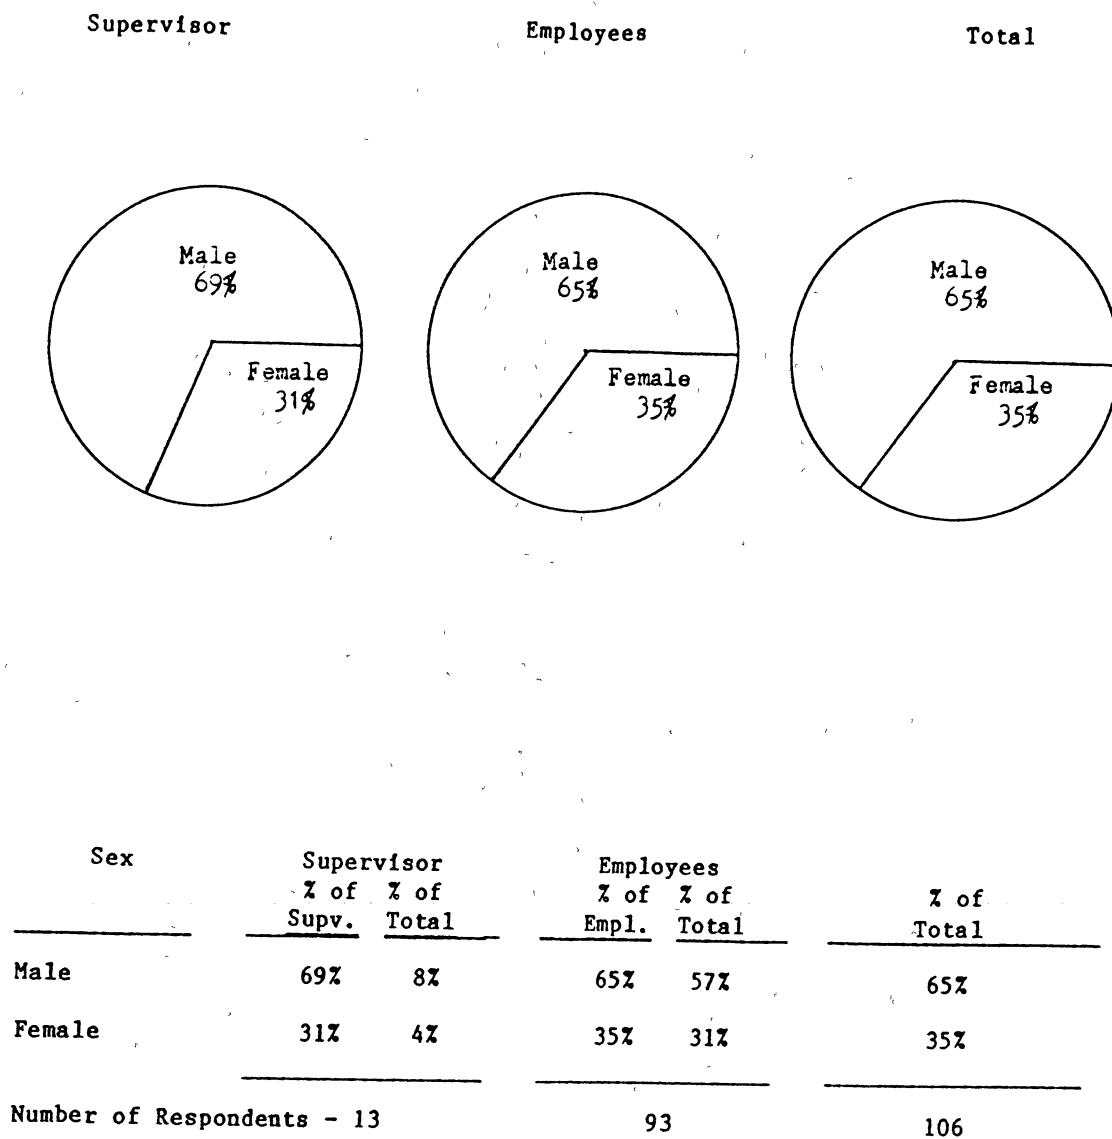 Supervisor Employees Total
Male Male Male
69% 65% 65%
Female Female Female
31% 35% 35%
Sex Supervisor Employees
% of % of % of % of % of
Supv. Total Empl. Total Total
Male 69% 8% 65% 57% 65%
Female 31% 4% 35% 31% 35%
Number of Respondents - 13 93 106